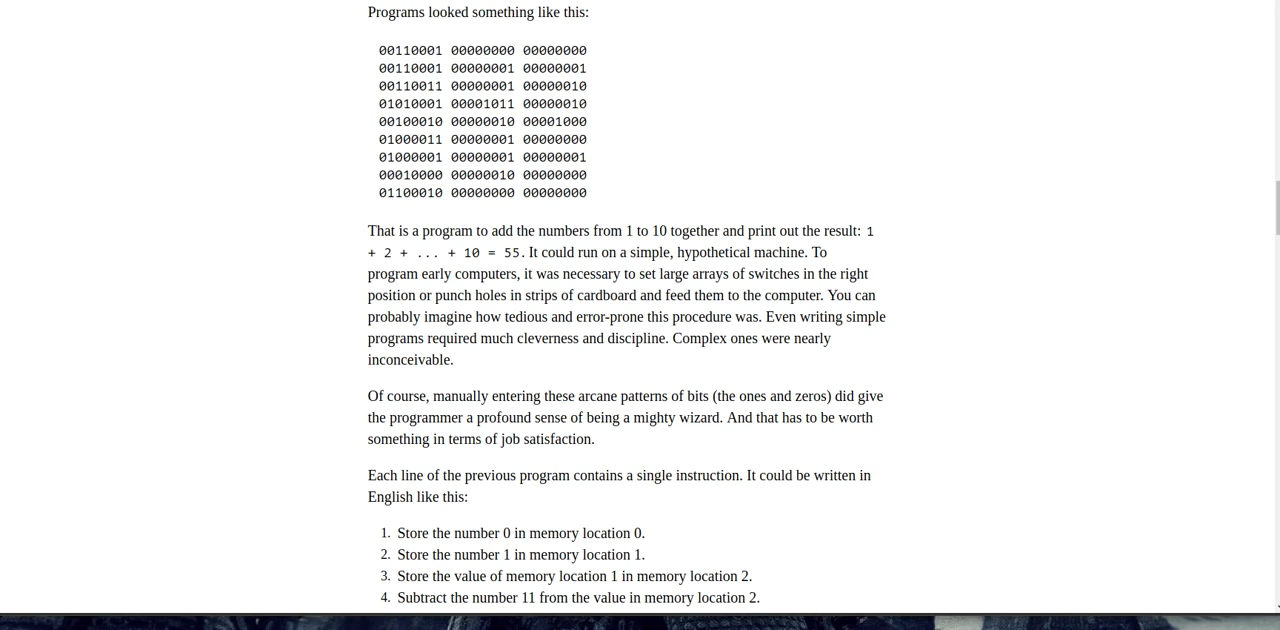 Programs looked something like this:
00110001 00000000 00000000
00110001 00000001 00000001
00110011 00000001 00000010
01010001 00001011 00000010
00100010 00000010 00001000
01000011 00000001 00000000
01000001 00000001 00000001
00010000 00000010 00000000
01100010 00000000 00000000
That is a program to add the numbers from 1 to 10 together and print out the result: 1
+ 2 + ... + 10 = 55. It could run on a simple, hypothetical machine. To
program early computers, it was necessary to set large arrays of switches in the right
position or punch holes in strips of cardboard and feed them to the computer. You can
probably imagine how tedious and error-prone this procedure was. Even writing simple
programs required much cleverness and discipline. Complex ones were nearly
inconceivable.
Of course, manually entering these arcane patterns of bits (the ones and zeros) did give
the programmer a profound sense of being a mighty wizard. And that has to be worth
something in terms of job satisfaction.
Each line of the previous program contains a single instruction. It could be written in
English like this:
1. Store the number 0 in memory location 0.
2. Store the number 1 in memory location 1.
3. Store the value of memory location 1 in memory location 2.
4. Subtract the number 11 from the value in memory location 2.